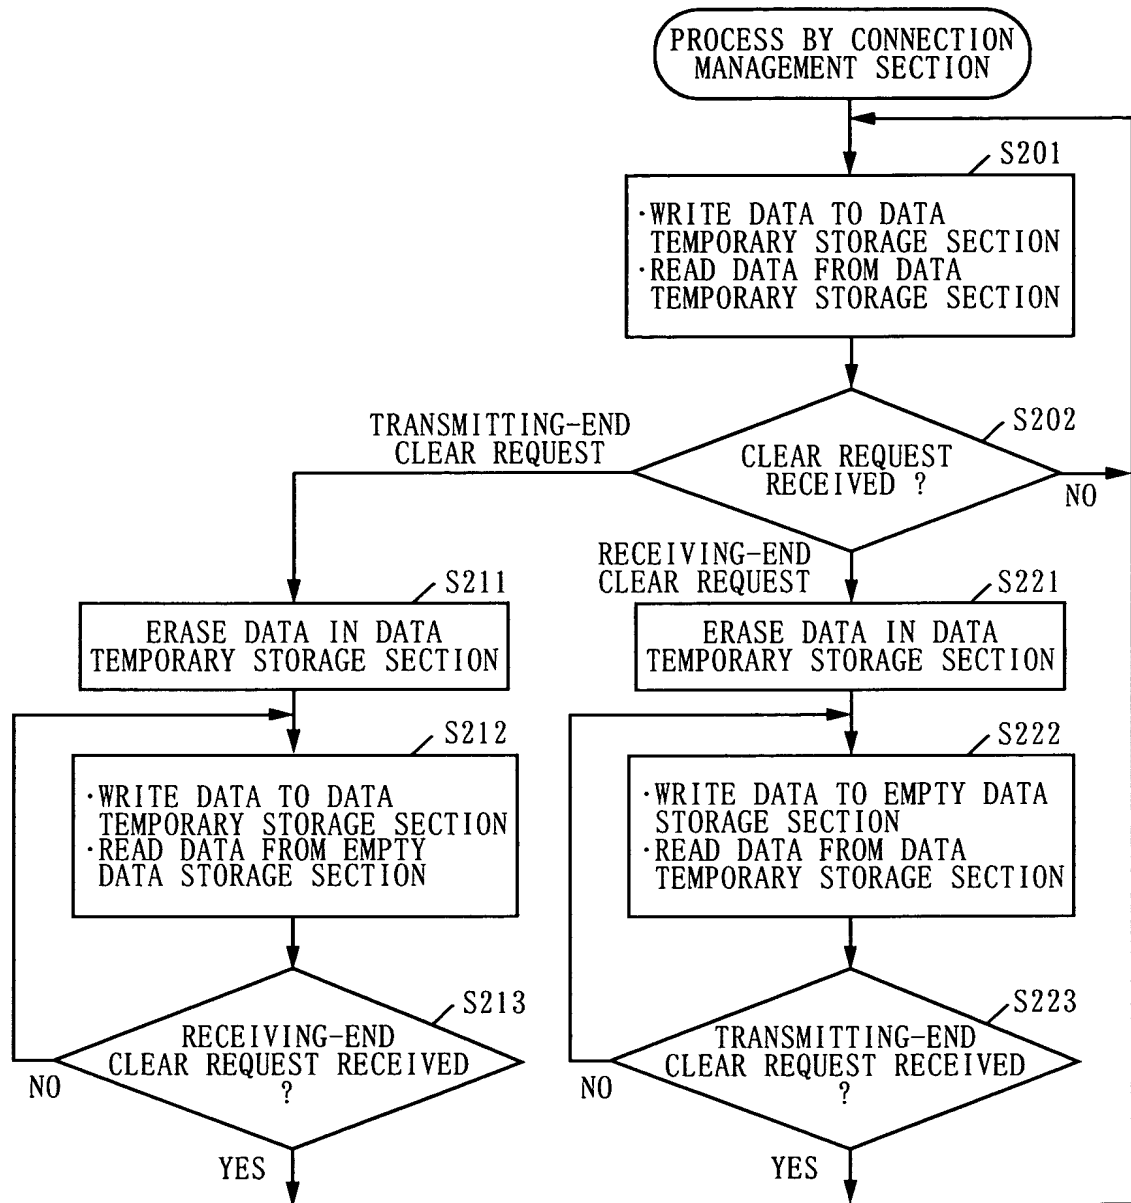 PROCESS BY CONNECTION
MANAGEMENT SECTION
S201
·WRITE DATA TO DATA
TEMPORARY STORAGE SECTION
·READ DATA FROM DATA
TEMPORARY STORAGE SECTION
S202
TRANSMITTING-END
CLEAR REQUEST
CLEAR REQUEST
RECEIVED ?
NO
RECEIVING-END
CLEAR REQUEST
S211
ERASE DATA IN DATA
TEMPORARY STORAGE SECTION
S221
ERASE DATA IN DATA
TEMPORARY STORAGE SECTION
S212
·WRITE DATA TO DATA
TEMPORARY STORAGE SECTION
·READ DATA FROM EMPTY
DATA STORAGE SECTION
S222
·WRITE DATA TO EMPTY DATA
STORAGE SECTION
·READ DATA FROM DATA
TEMPORARY STORAGE SECTION
S213
RECEIVING-END
CLEAR REQUEST RECEIVED
?
NO
YES
S223
TRANSMITTING-END
CLEAR REQUEST RECEIVED
?
NO
YES